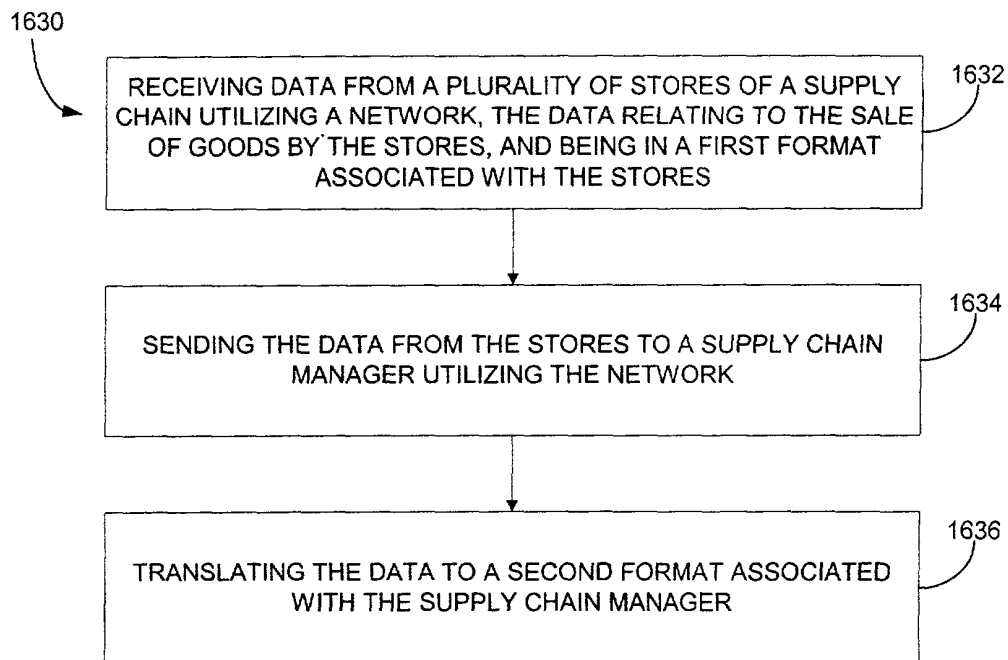 1630
RECEIVING DATA FROM A PLURALITY OF STORES OF A SUPPLY
CHAIN UTILIZING A NETWORK, THE DATA RELATING TO THE SALE
OF GOODS BY THE STORES, AND BEING IN A FIRST FORMAT
ASSOCIATED WITH THE STORES
1632
SENDING THE DATA FROM THE STORES TO A SUPPLY CHAIN
MANAGER UTILIZING THE NETWORK
1634
TRANSLATING THE DATA TO A SECOND FORMAT ASSOCIATED
WITH THE SUPPLY CHAIN MANAGER
1636